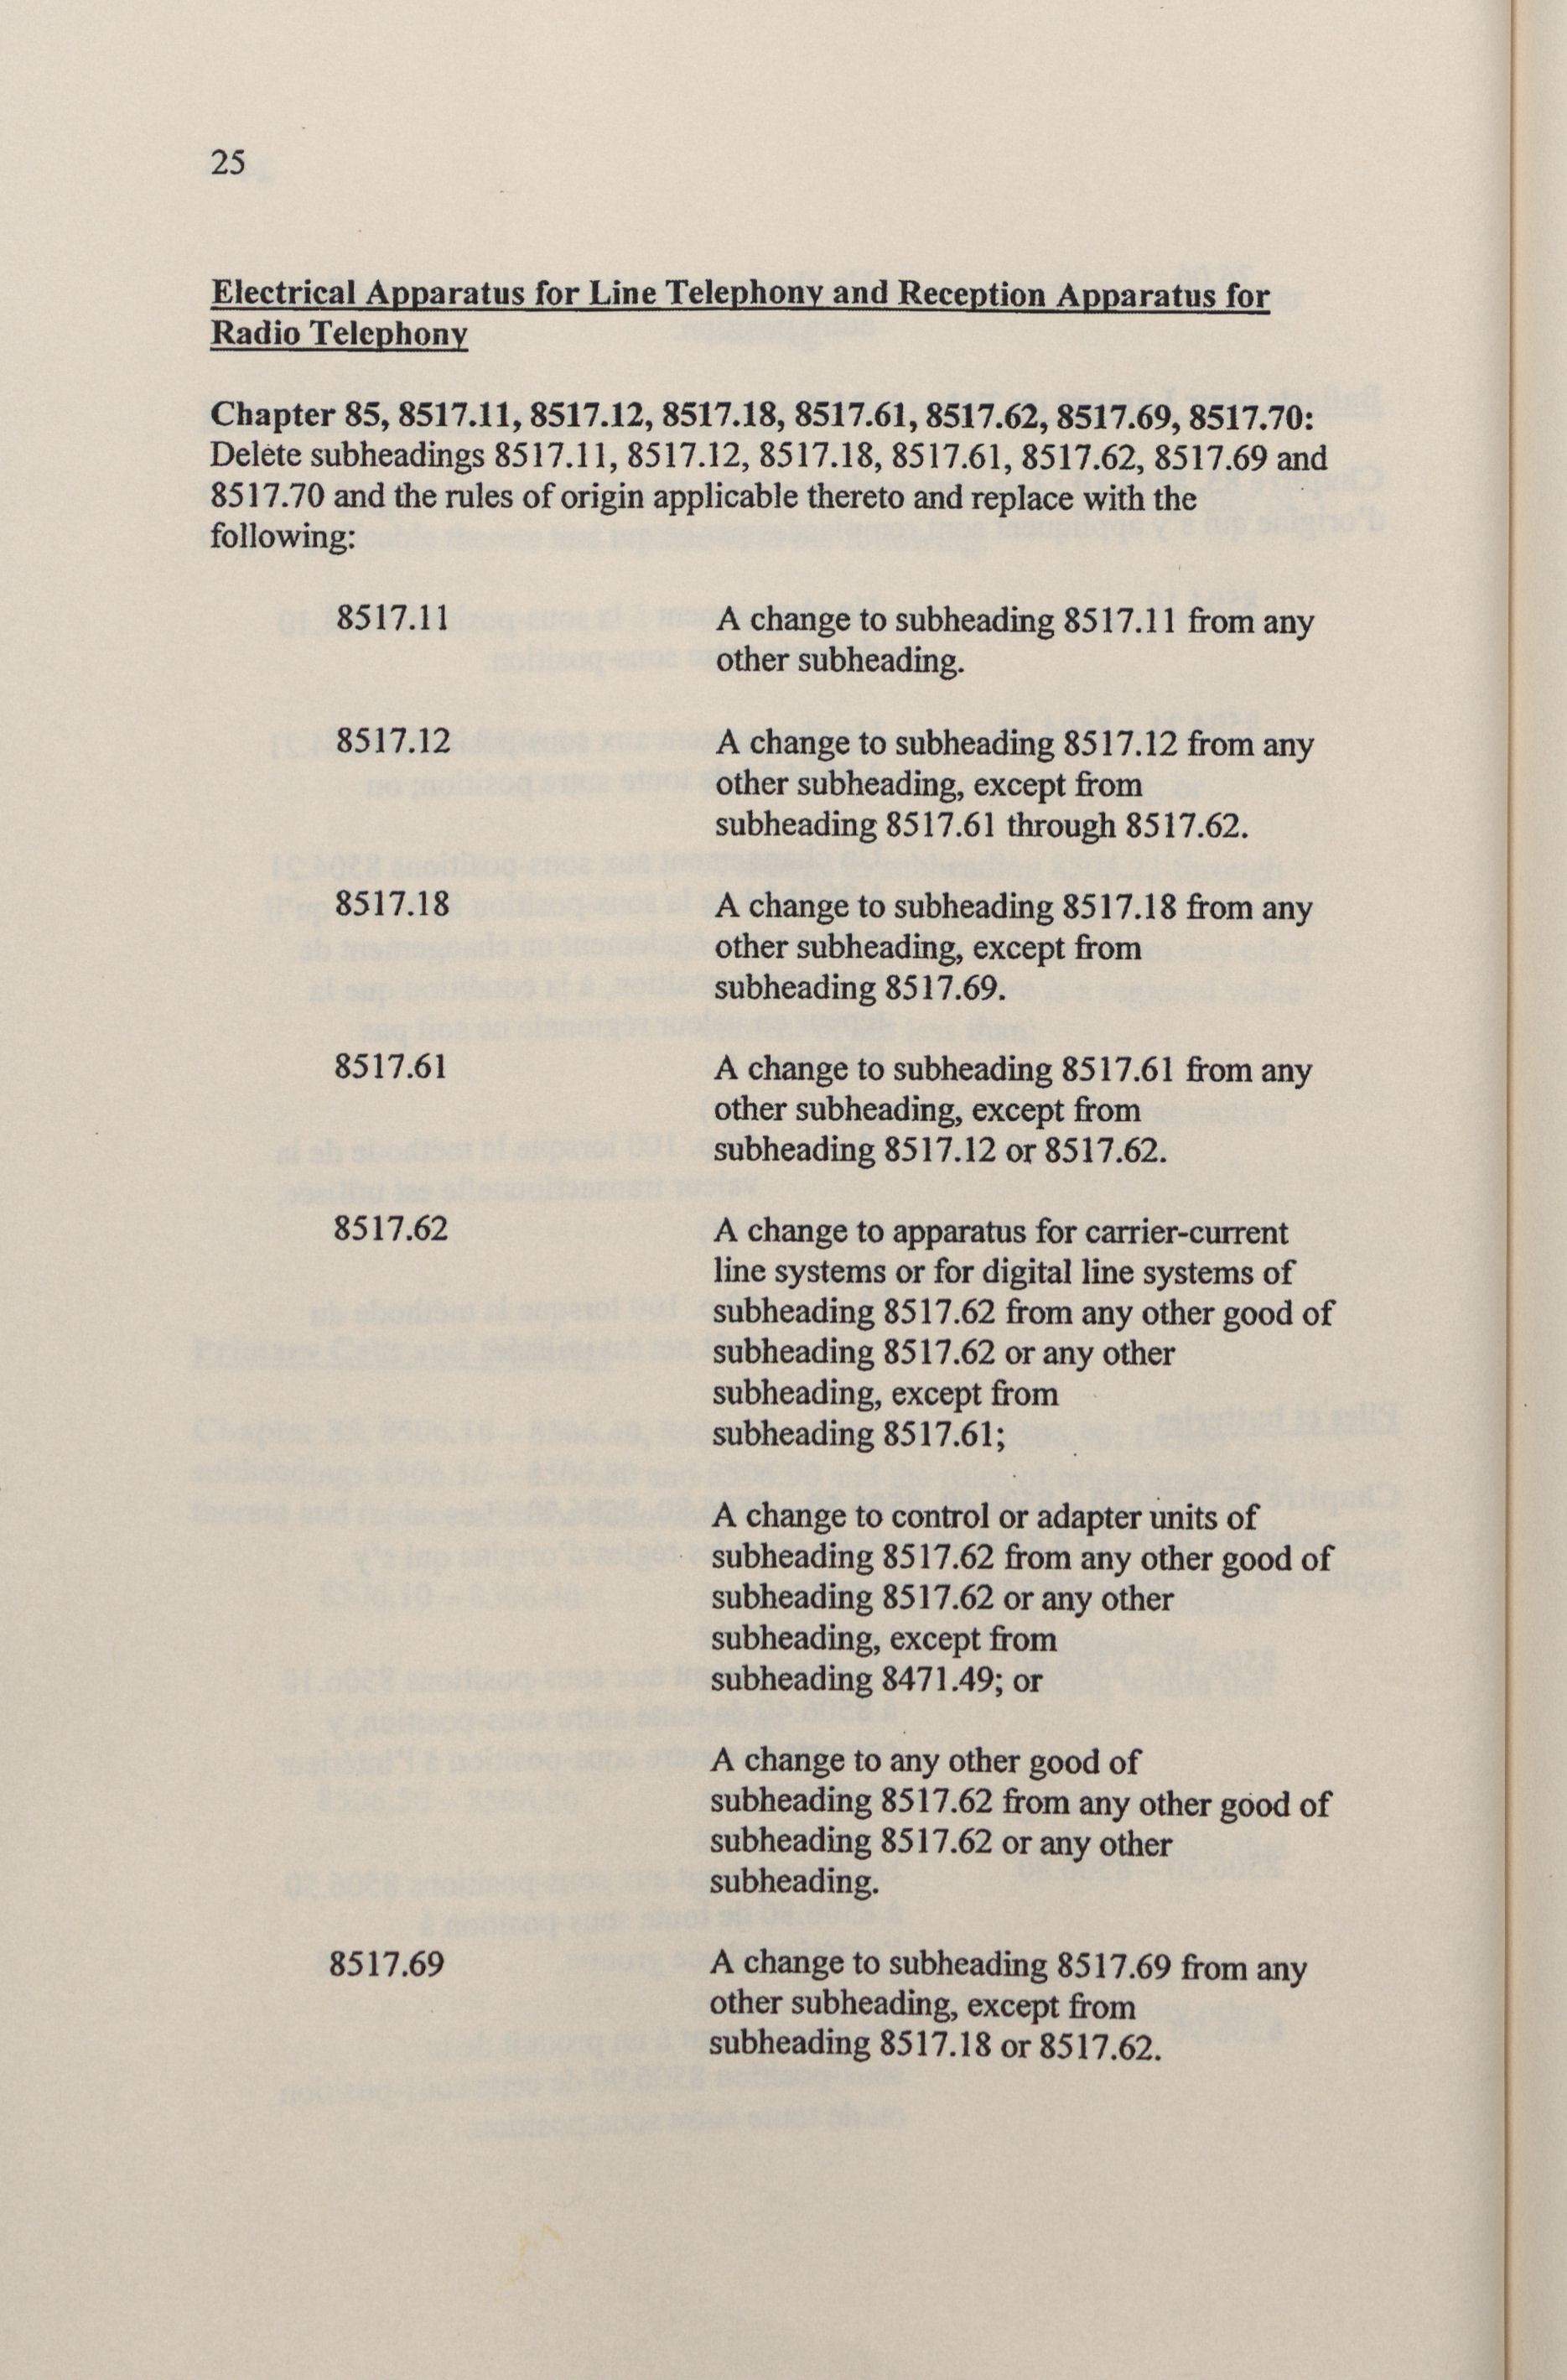 25
Electrical Apparatus for Line Telephony and Reception Apparatus for
Radio Telephony
Chapter 85, 8517.11, 8517.12, 8517.18, 8517.61, 8517.62, 8517.69, 8517.70:
Delete subheadings 8517.11, 8517.12, 8517.18, 8517.61, 8517.62, 8517.69 and
8517.70 and the rules of origin applicable thereto and replace with the
following:
8517.11 A change to subheading 8517.11 from any
other subheading.
8517.12 A change to subheading 8517.12 from any
other subheading, except from
subheading 8517.61 through 8517.62.
8517.18 A change to subheading 8517.18 from any
other subheading, except from
subheading 8517.69.
8517.61 A change to subheading 8517.61 from any
other subheading, except from
subheading 8517.12 or 8517.62.
8517.62 A change to apparatus for carrier-current
line systems or for digital line systems of
subheading 8517.62 from any other good of
subheading 8517.62 or any other
subheading, except from
subheading 8517.61;
A change to control or adapter units of
subheading 8517.62 from any other good of
subheading 8517.62 or any other
subheading, except from
subheading 8471.49; or
A change to any other good of
subheading 8517.62 from any other good of
subheading 8517.62 or any other
subheading.
8517.69 A change to subheading 8517.69 from any
other subheading, except from
subheading 8517.18 or 8517.62.